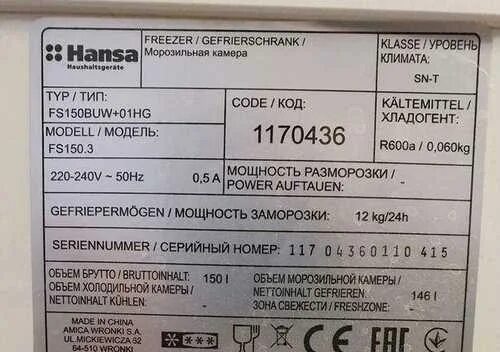 Hansa
Haushaltsgeräte
FREEZER / GEFRIERSCHRANK /
Морозильная камера
KLASSE / УРОВЕНЬ
КЛИМАТА:
SN-T
TYP / ТИП:
FS150BUW+01HG
MODELL / МОДЕЛЬ:
FS150.3
CODE / КОД:
1170436
KÄLTEMITTEL /
ХЛАДОГЕНТ:
R600a / 0,060kg
220-240V ~ 50Hz 0,5 A
МОЩНОСТЬ РАЗМОРОЗКИ /
POWER AUFTAUEN:
GEFRIEPERMÖGEN / МОЩНОСТЬ ЗАМОРОЗКИ: 12 kg/24h
SERIENNUMMER / СЕРИЙНЫЙ НОМЕР: 117 04360110 415
ОБЪЕМ БРУТТО / BRUTTOINHALT: 150 l
ОБЪЕМ ХОЛОДИЛЬНОЙ КАМЕРЫ /
NETTOINHALT KÜHLEN:
ОБЪЕМ МОРОЗИЛЬНОЙ КАМЕРЫ /
NETTOINHALT GEFRIEREN: 146 l
ЗОНА СВЕЖЕСТИ / FRESHZONE: -
MADE IN CHINA
AMICA WRONKI S.A.
UL. MICKIEWICZA 52
64-510 WRONKI
CE
EAC